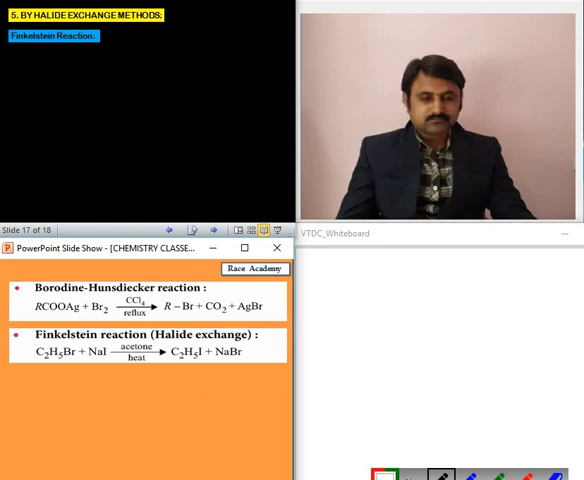 5. BY HALIDE EXCHANGE METHODS:
Finkelstein Reaction:
Slide 17 of 18
VTDC_Whiteboard
PowerPoint Slide Show - [CHEMISTRY CLASSE...
Race Academy
• Borodine-Hunsdiecker reaction :
RCOOAg + Br₂ —CCl₄/reflux→ R – Br + CO₂ + AgBr
• Finkelstein reaction (Halide exchange) :
C₂H₅Br + NaI —acetone/heat→ C₂H₅I + NaBr